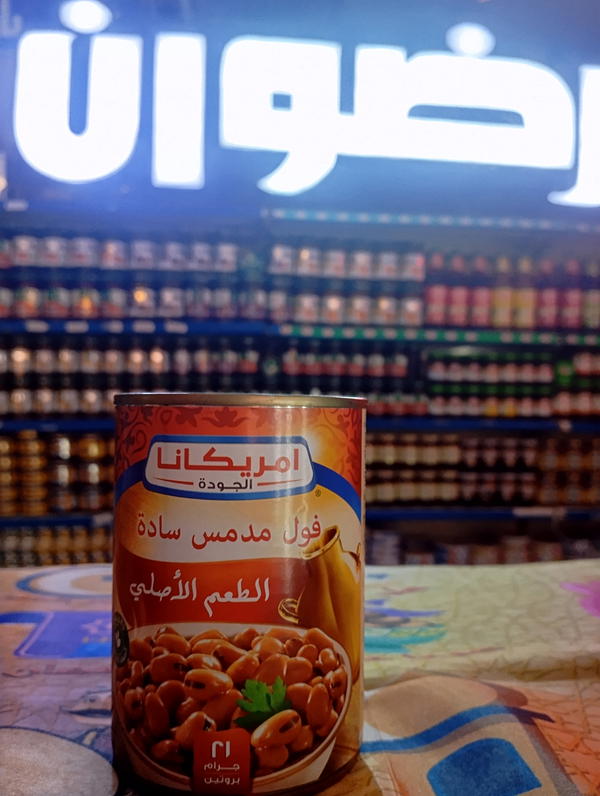 رضوان
امريكانا
الجودة
فول مدمس سادة
الطعم الأصلي
٢١
جرام
بروتين